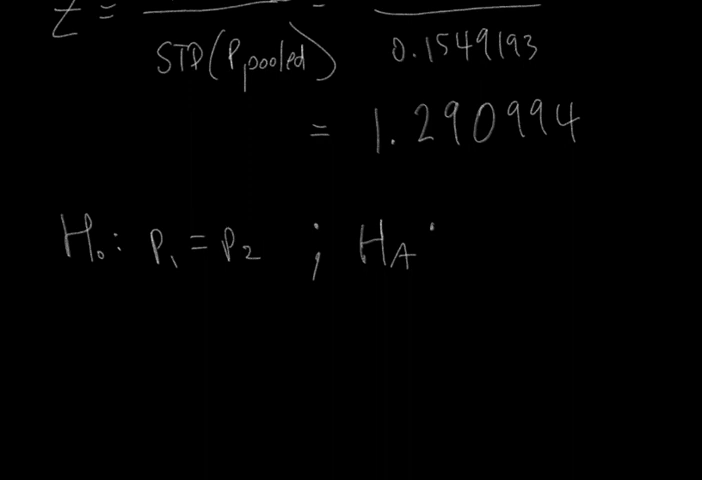 Z = =
STD(P pooled) 0.1549193
= 1.290994
H₀: P₁ = P₂ ; H_A